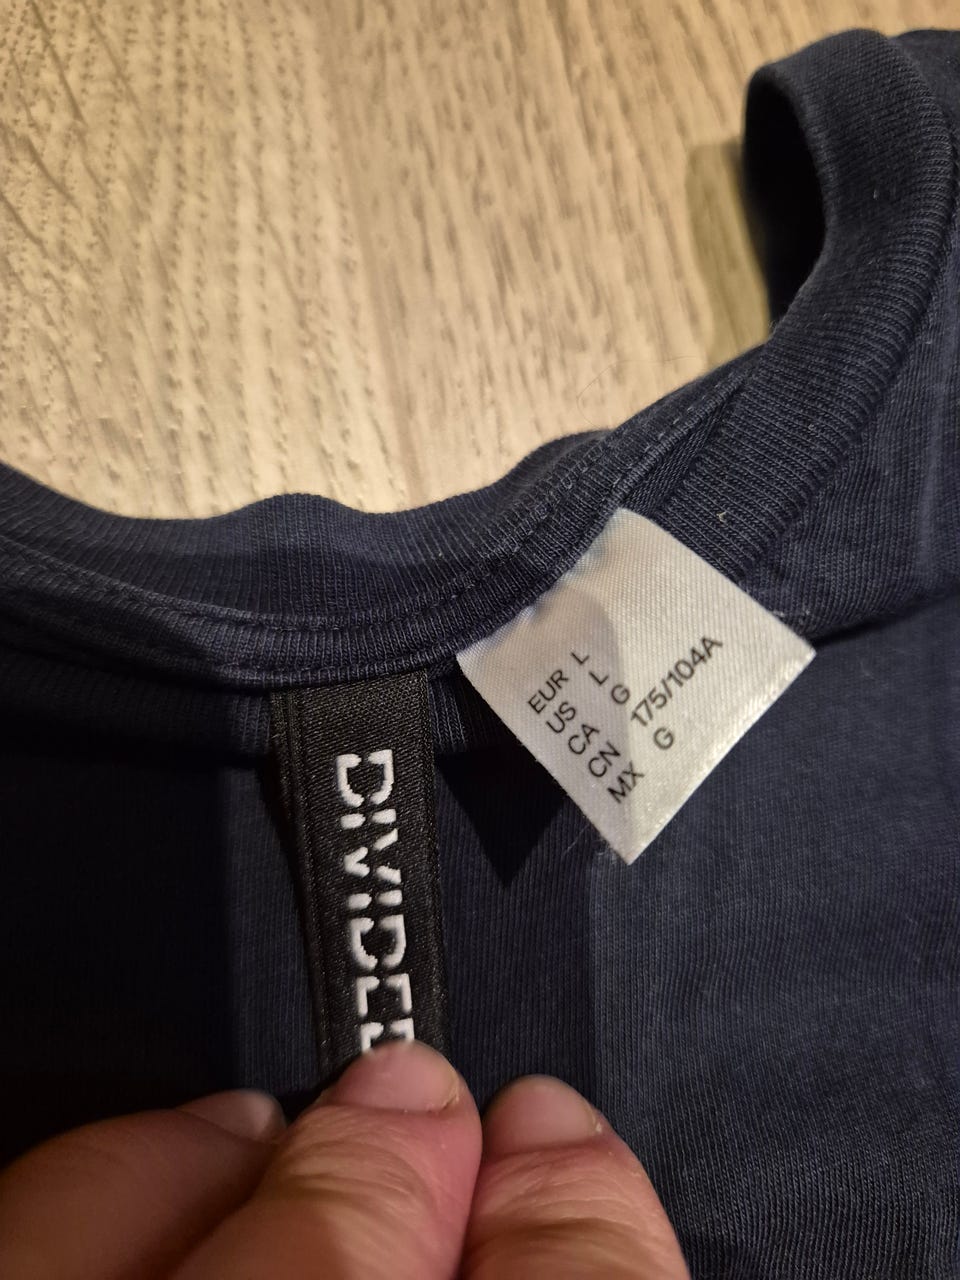 DIVIDED
EUR L
US L
CA G
CN 175/104A
MX G